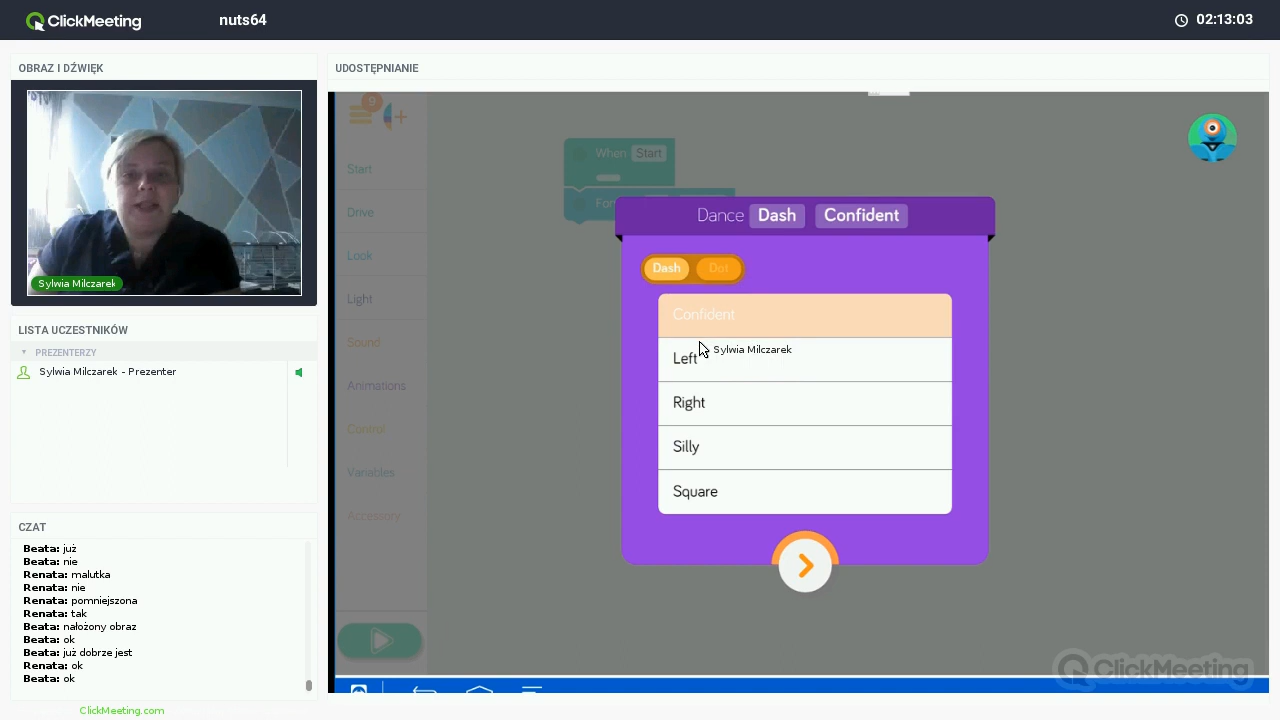 ClickMeeting
nuts64
02:13:03
OBRAZ I DŹWIĘK
Sylwia Milczarek
LISTA UCZESTNIKÓW
PREZENTERZY
Sylwia Milczarek - Prezenter
CZAT
Beata: już
Beata: nie
Renata: malutka
Renata: nie
Renata: pomniejszona
Renata: tak
Beata: nałożony obraz
Beata: ok
Beata: już dobrze jest
Renata: ok
Beata: ok
ClickMeeting.com
UDOSTĘPNIANIE
9
Start
Drive
Look
Light
Sound
Animations
Control
Variables
Accessory
When Start
Dance Dash Confident
Dash Dot
Confident
Sylwia Milczarek
Left
Right
Silly
Square
ClickMeeting